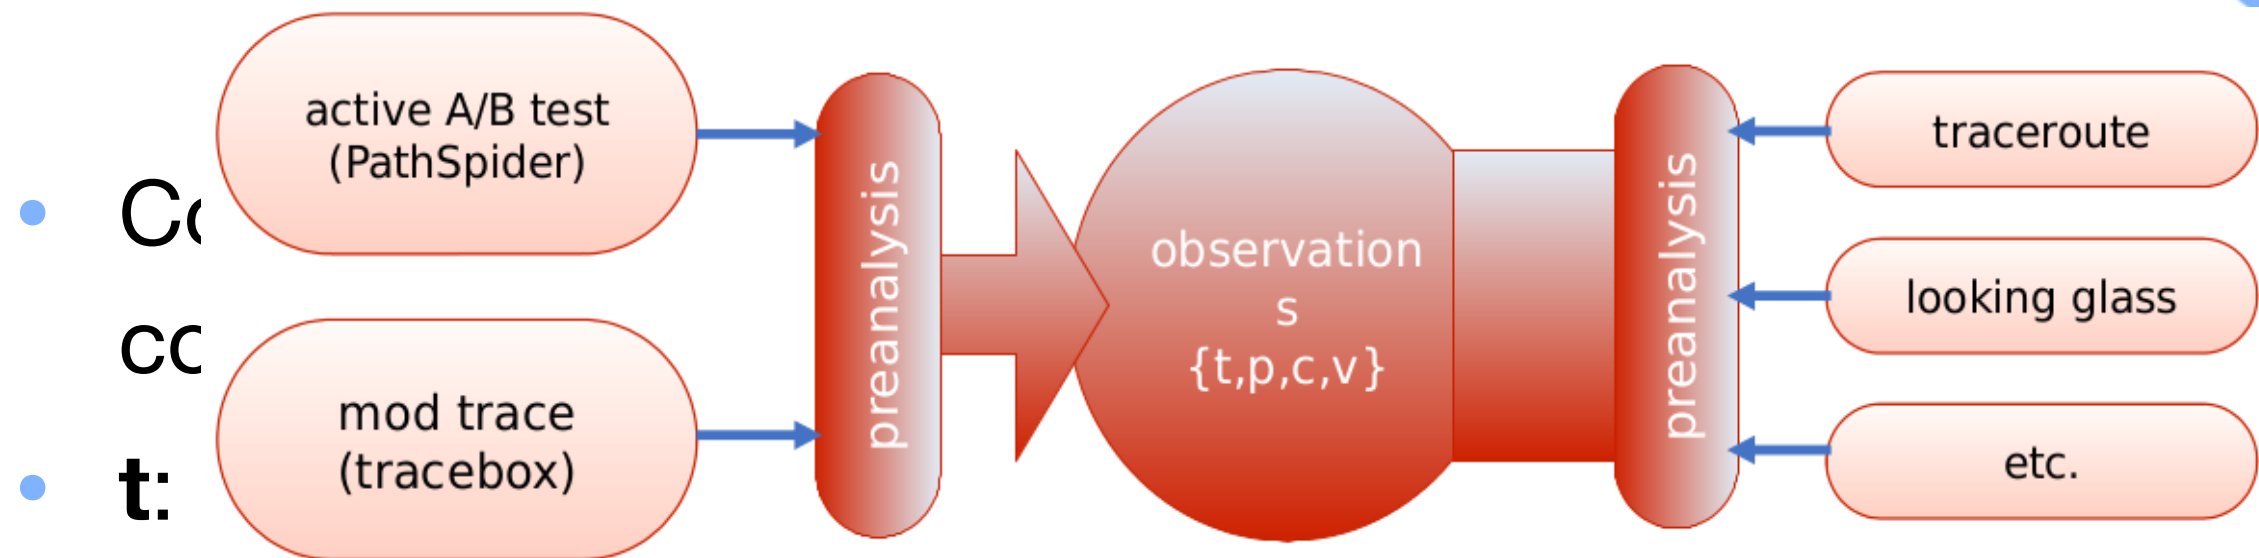 active A/B test
(PathSpider)
mod trace
(tracebox)
preanalysis
observation
s
{t,p,c,v}
preanalysis
traceroute
looking glass
etc.
t: